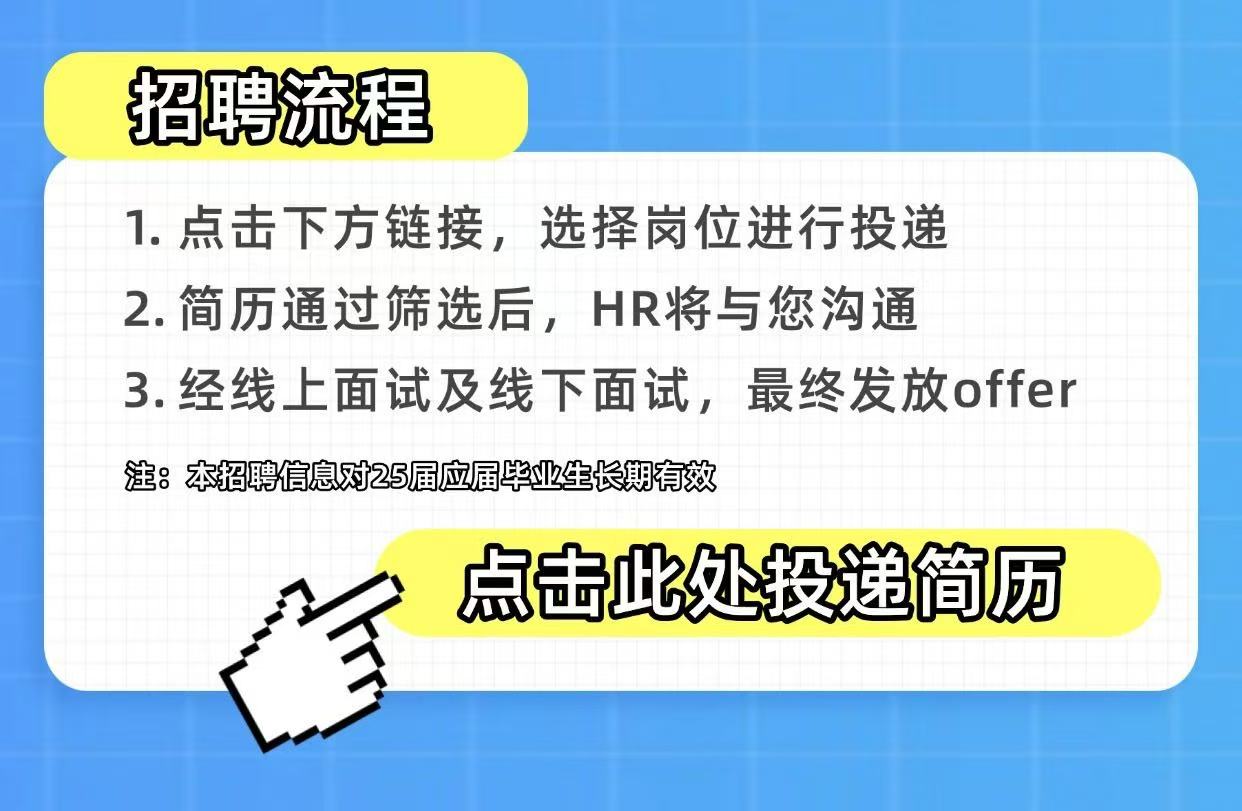 招聘流程
1. 点击下方链接，选择岗位进行投递
2. 简历通过筛选后，HR将与您沟通
3. 经线上面试及线下面试，最终发放offer
注：本招聘信息对25届应届毕业生长期有效
点击此处投递简历